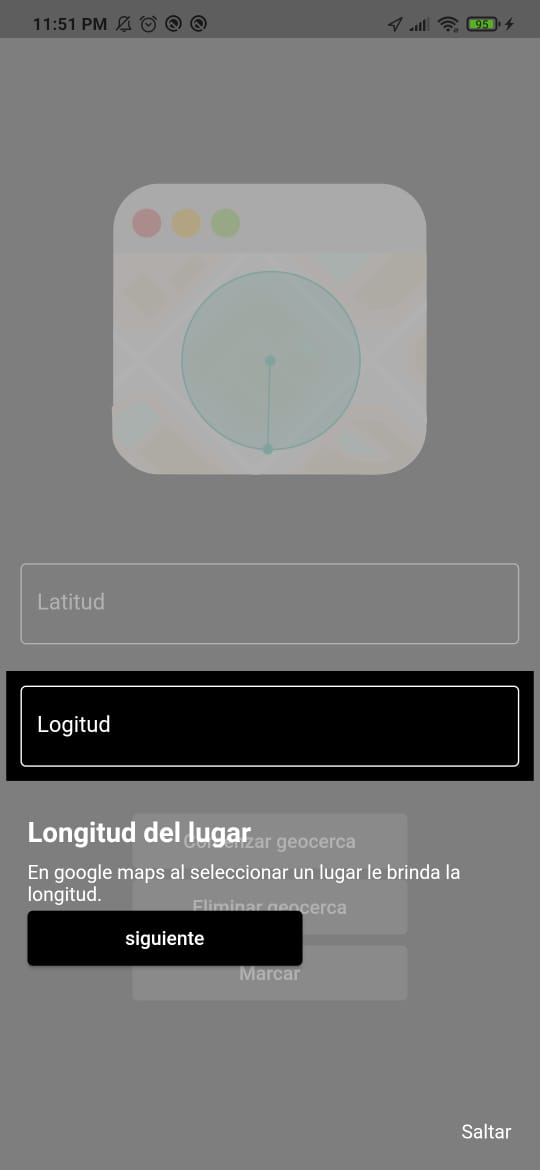 11:51 PM
95
Latitud
Logitud
Longitud del lugar
Comenzar geocerca
En google maps al seleccionar un lugar le brinda la
longitud.
Eliminar geocerca
siguiente
Marcar
Saltar